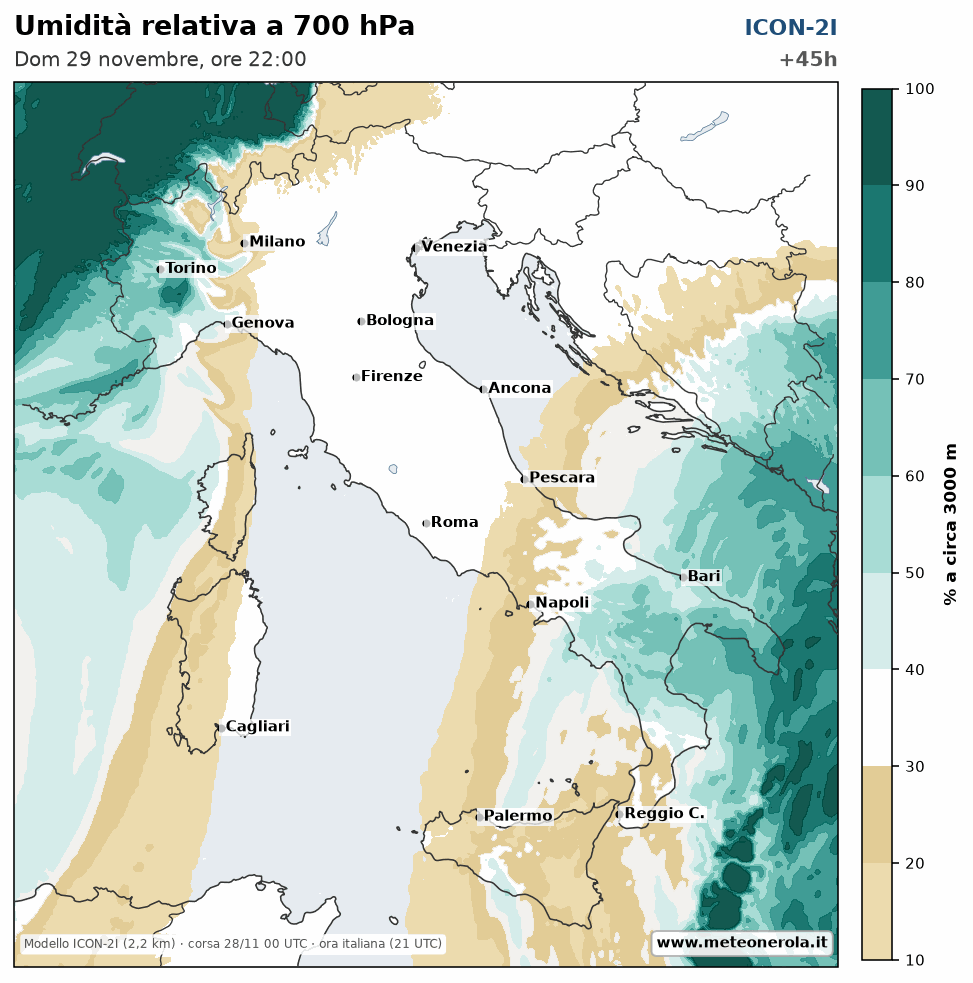 Umidità relativa a 700 hPa
ICON-2I
Dom 29 novembre, ore 22:00
+45h
100
90
80
70
60
50
40
30
20
10
% a circa 3000 m
Milano
Venezia
Torino
Genova
Bologna
Firenze
Ancona
Pescara
Roma
Bari
Napoli
Cagliari
Palermo
Reggio C.
Modello ICON-2I (2,2 km) · corsa 28/11 00 UTC · ora italiana (21 UTC)
www.meteonerola.it